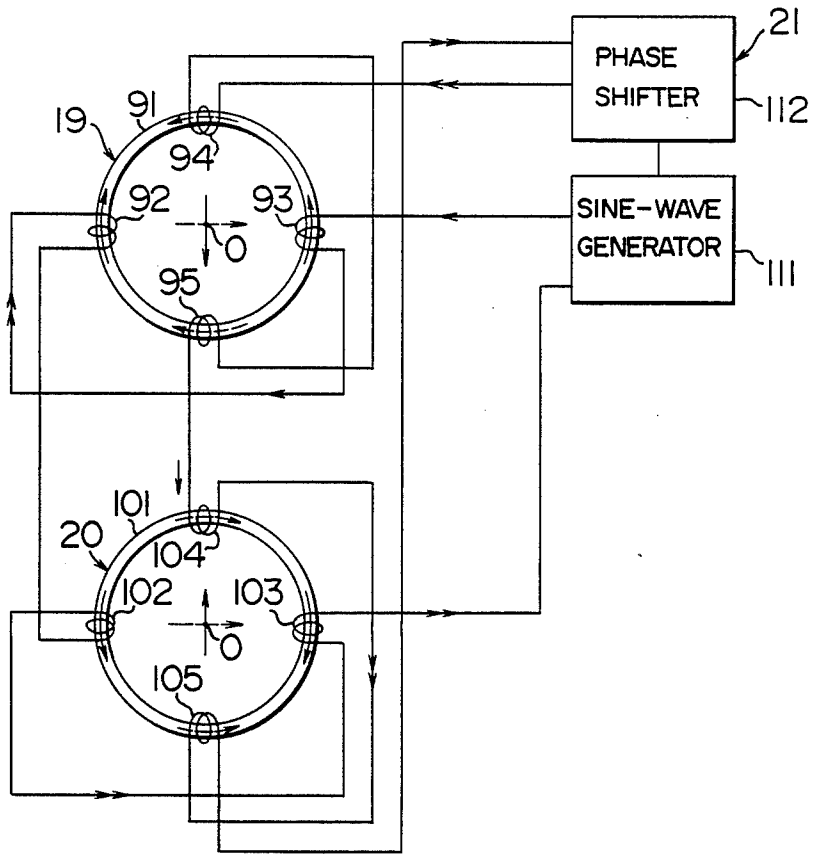 21
PHASE
SHIFTER
112
91
19
94
92
93
O
SINE-WAVE
GENERATOR
111
95
101
20
104
102
103
O
105